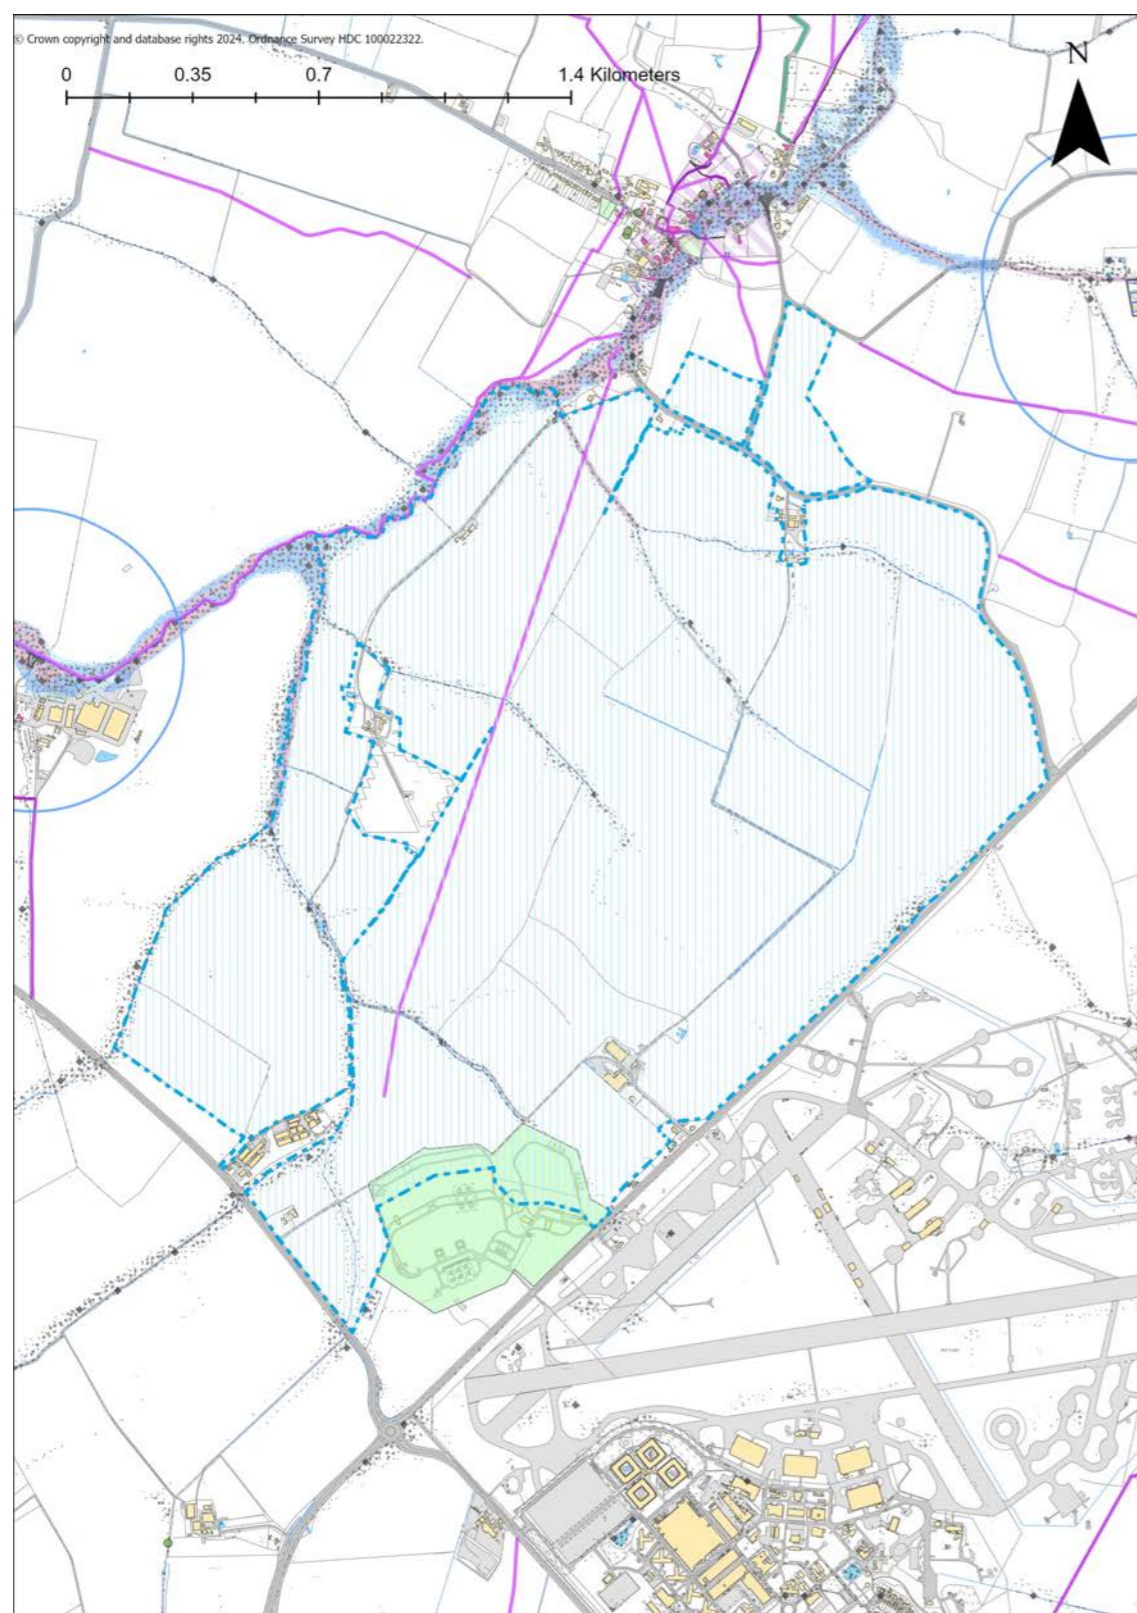 © Crown copyright and database rights 2024. Ordnance Survey HDC 100022322.
N
0 0.35 0.7 1.4 Kilometers